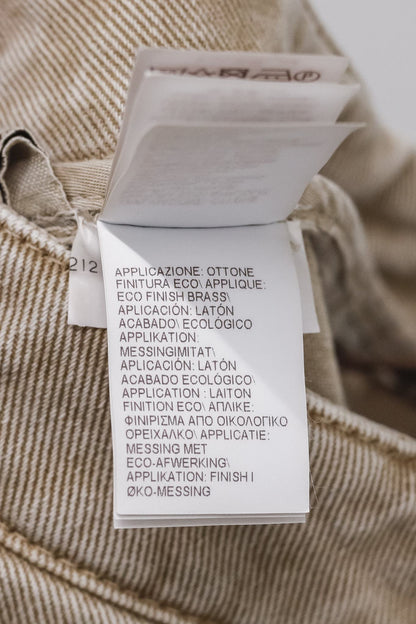 212
APPLICAZIONE: OTTONE
FINITURA ECO\ APPLIQUE:
ECO FINISH BRASS\
APLICACIÓN: LATÓN
ACABADO\ ECOLÓGICO
APPLIKATION:
MESSINGIMITAT\
APLICACIÓN: LATÓN
ACABADO ECOLÓGICO\
APPLICATION : LAITON
FINITION ECO\ ΑΠΛΙΚΕ:
ΦΙΝΙΡΙΣΜΑ ΑΠΟ ΟΙΚΟΛΟΓΙΚΟ
ΟΡΕΙΧΑΛΚΟ\ APPLICATIE:
MESSING MET
ECO-AFWERKING\
APPLIKATION: FINISH I
ØKO-MESSING